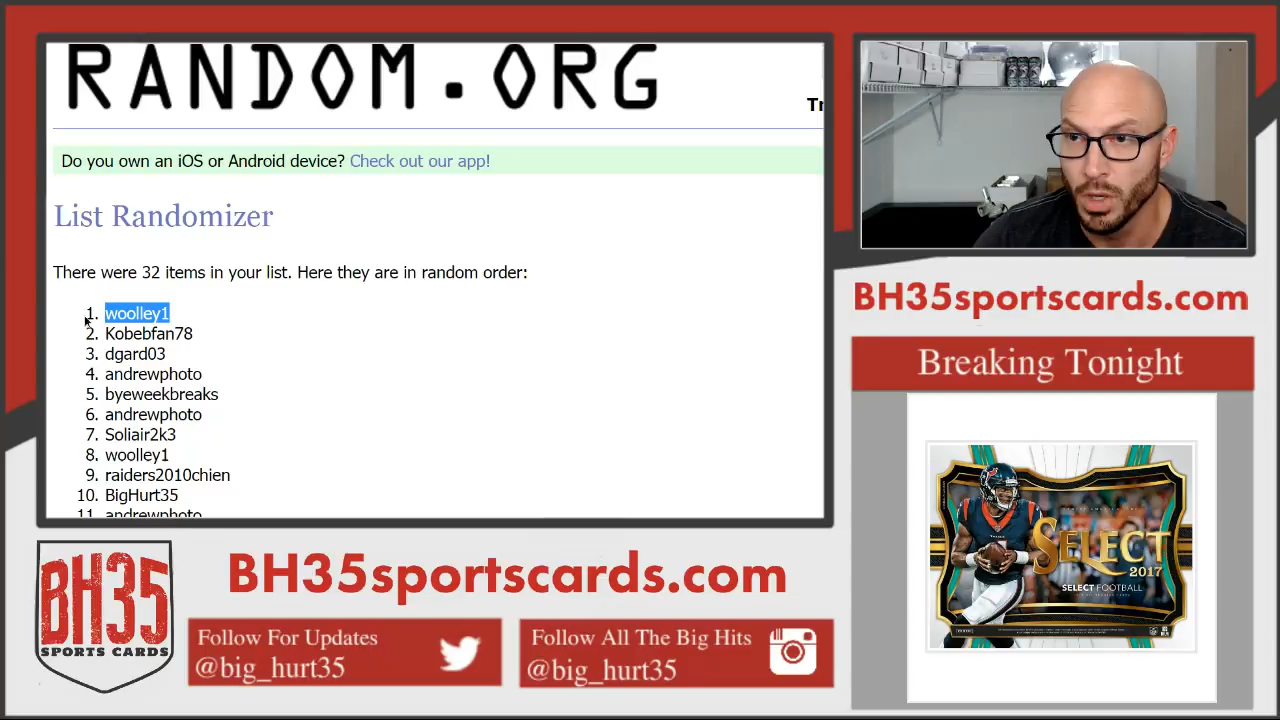 RANDOM.ORG
Tr
Do you own an iOS or Android device? Check out our app!
List Randomizer
There were 32 items in your list. Here they are in random order:
1. woolley1
2. Kobebfan78
3. dgard03
4. andrewphoto
5. byeweekbreaks
6. andrewphoto
7. Soliair2k3
8. woolley1
9. raiders2010chien
10. BigHurt35
11. andrewphoto
BH35sportscards.com
Breaking Tonight
SELECT
2017
SELECT FOOTBALL
BH35
SPORTS CARDS
BH35sportscards.com
Follow For Updates
@big_hurt35
Follow All The Big Hits
@big_hurt35